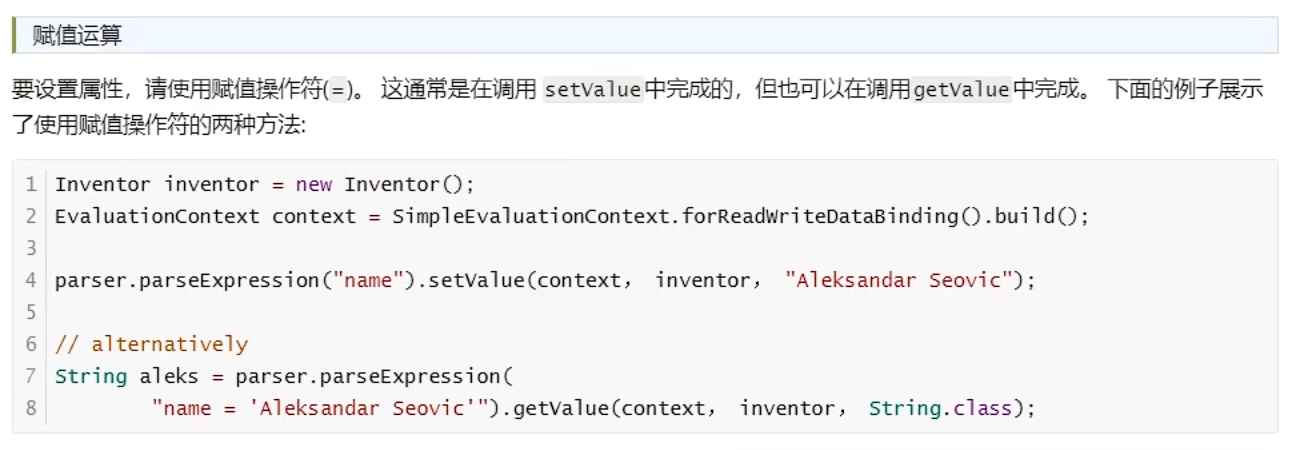 赋值运算
要设置属性，请使用赋值操作符(=)。 这通常是在调用 setValue中完成的，但也可以在调用getValue中完成。 下面的例子展示
了使用赋值操作符的两种方法:
1 Inventor inventor = new Inventor();
2 EvaluationContext context = SimpleEvaluationContext.forReadWriteDataBinding().build();
3
4 parser.parseExpression("name").setValue(context， inventor， "Aleksandar Seovic");
5
6 // alternatively
7 String aleks = parser.parseExpression(
8         "name = 'Aleksandar Seovic'").getValue(context， inventor， String.class);